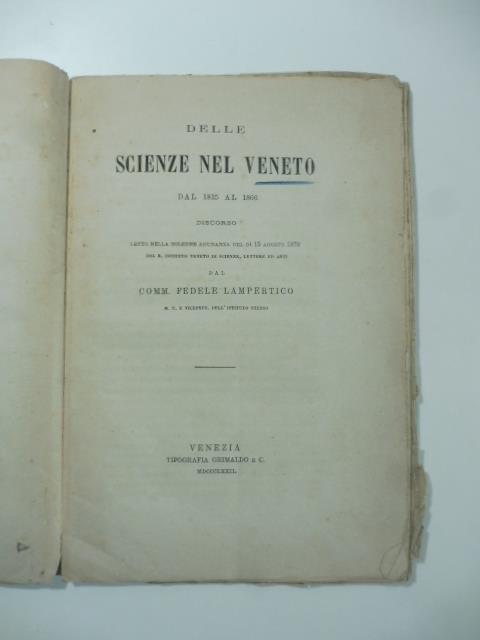 DELLE
SCIENZE NEL VENETO
DAL 1815 AL 1866
DISCORSO
LETTO NELLA SOLENNE ADUNANZA DEL DÌ 15 AGOSTO 1872
DEL R. ISTITUTO VENETO DI SCIENZE, LETTERE ED ARTI
DAL
COMM. FEDELE LAMPERTICO
M. E. E VICEPRES. DELL'ISTITUTO STESSO
VENEZIA
TIPOGRAFIA GRIMALDO E C.
MDCCCLXXII.